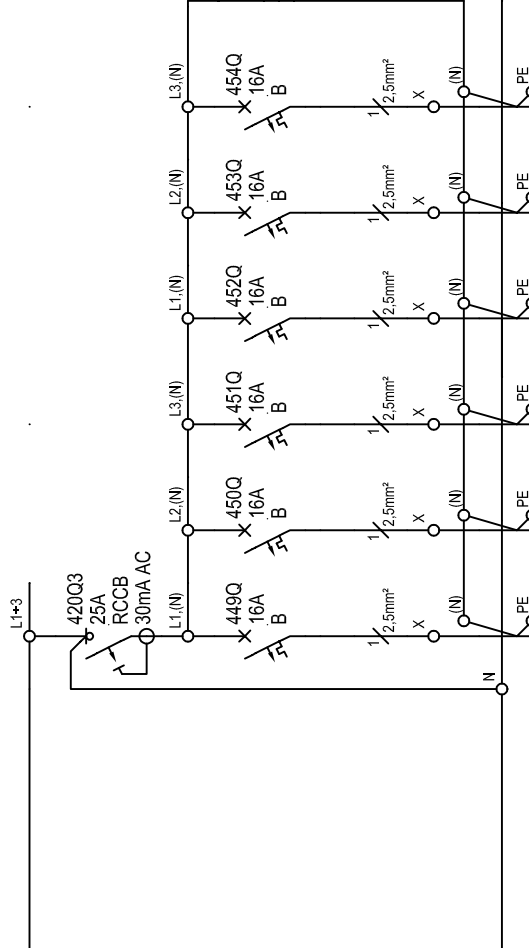 L1+3
420Q3
25A
RCCB
30mA AC
N
L1,(N)
449Q
16A
B
1
2,5mm²
X
(N)
PE
L2,(N)
450Q
16A
B
1
2,5mm²
X
(N)
PE
L3,(N)
451Q
16A
B
1
2,5mm²
X
(N)
PE
L1,(N)
452Q
16A
B
1
2,5mm²
X
(N)
PE
L2,(N)
453Q
16A
B
1
2,5mm²
X
(N)
PE
L3,(N)
454Q
16A
B
1
2,5mm²
X
(N)
PE